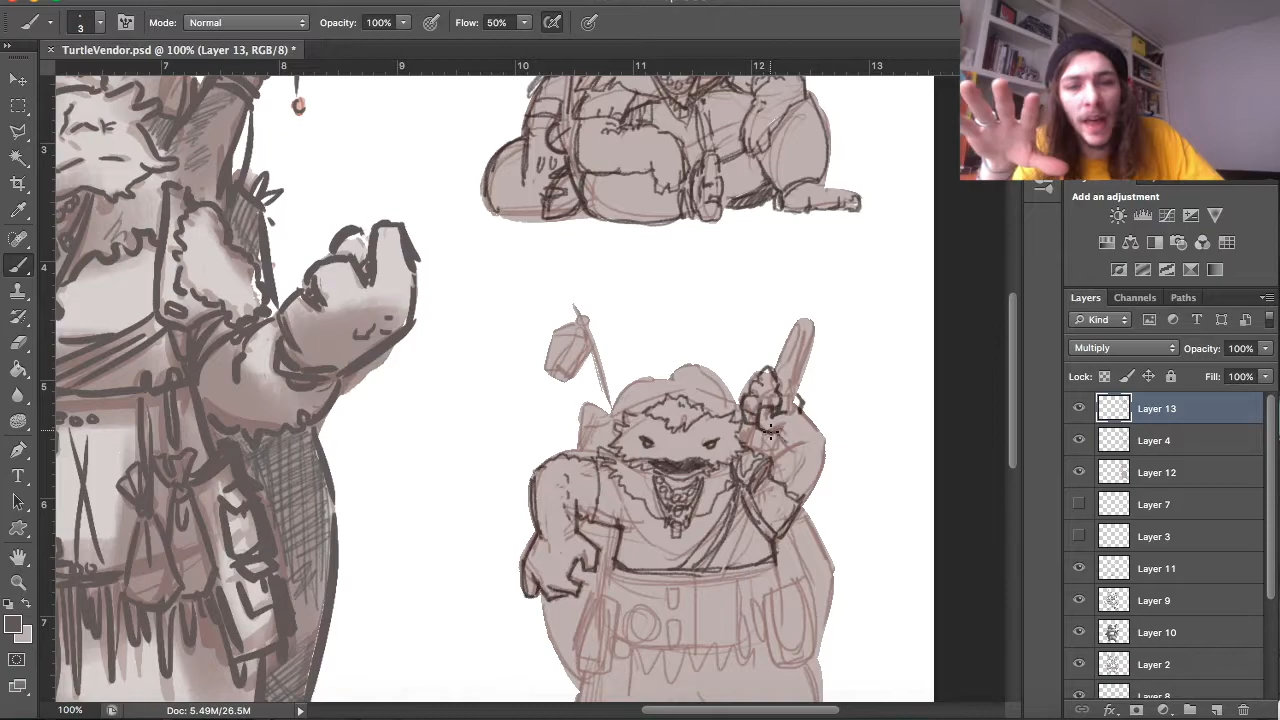 3 Mode: Normal Opacity: 100% Flow: 50%
TurtleVendor.psd @ 100% (Layer 13, RGB/8) *
7 8 9 10 11 12 13
3
4
5
6
7
Add an adjustment
Layers Channels Paths
Kind
Multiply Opacity: 100%
Lock: Fill: 100%
Layer 13
Layer 4
Layer 12
Layer 7
Layer 3
Layer 11
Layer 9
Layer 10
Layer 2
Layer 8
100% Doc: 5.49M/26.5M